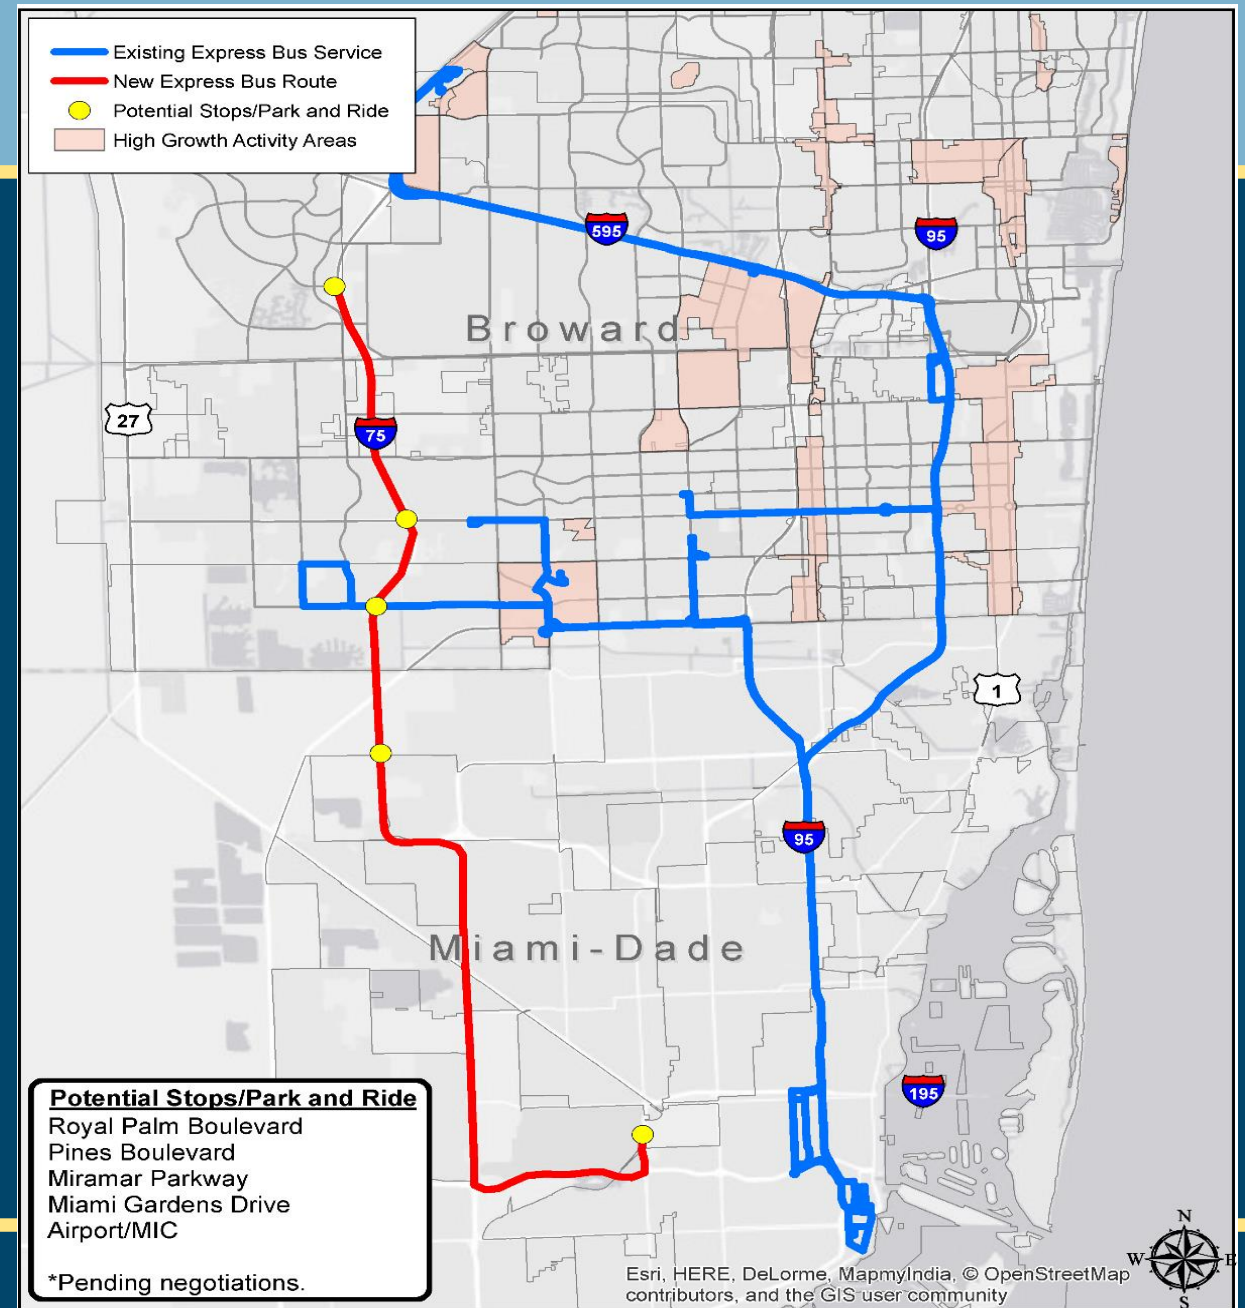 Existing Express Bus Service
New Express Bus Route
Potential Stops/Park and Ride
High Growth Activity Areas
595
95
Broward
27
75
1
95
Miami-Dade
195
Potential Stops/Park and Ride
Royal Palm Boulevard
Pines Boulevard
Miramar Parkway
Miami Gardens Drive
Airport/MIC
*Pending negotiations.
N
W E
S
Esri, HERE, DeLorme, MapmyIndia, © OpenStreetMap
contributors, and the GIS user community